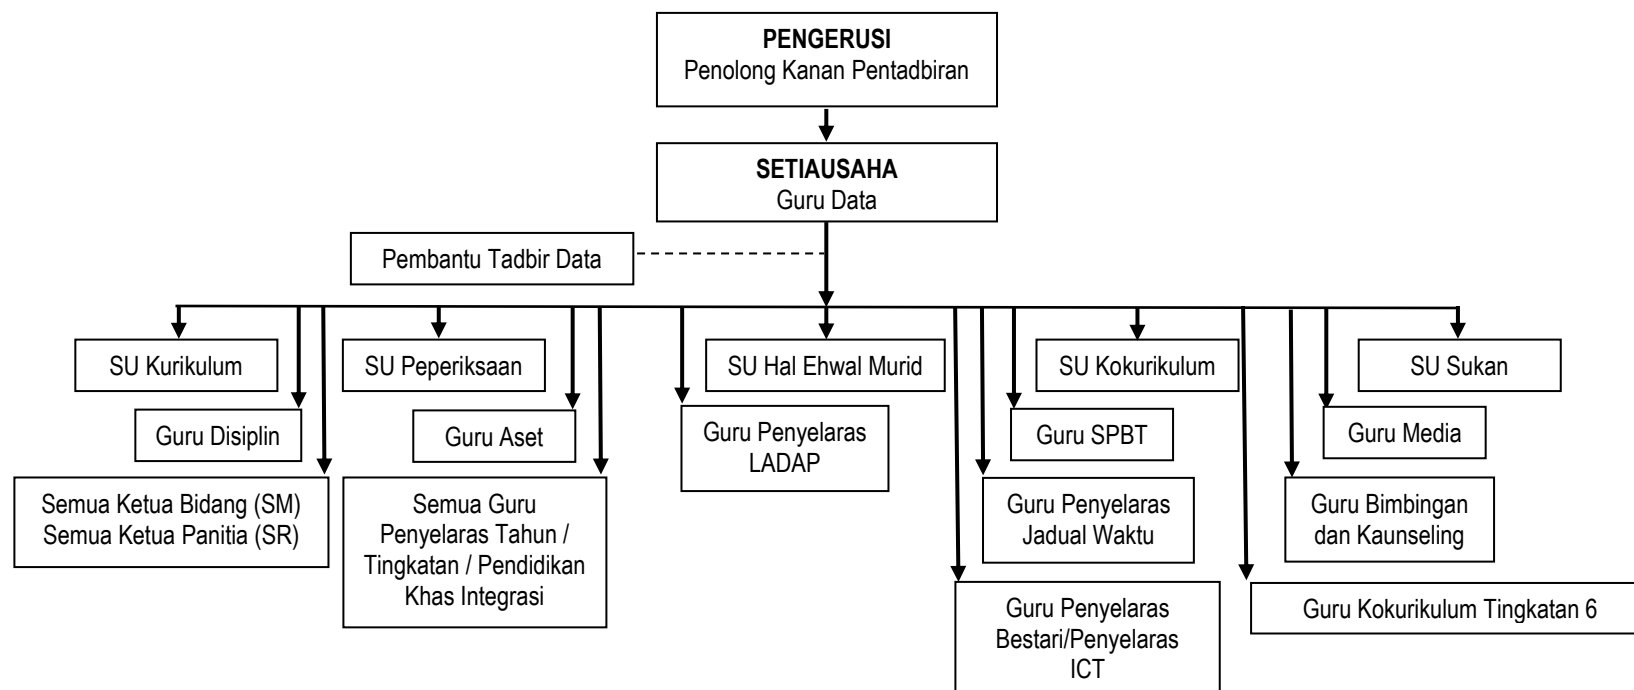 PENGERUSI
Penolong Kanan Pentadbiran
SETIAUSAHA
Guru Data
Pembantu Tadbir Data
SU Kurikulum
SU Peperiksaan
SU Hal Ehwal Murid
SU Kokurikulum
SU Sukan
Guru Disiplin
Guru Aset
Guru Penyelaras
LADAP
Guru SPBT
Guru Media
Semua Ketua Bidang (SM)
Semua Ketua Panitia (SR)
Semua Guru
Penyelaras Tahun /
Tingkatan / Pendidikan
Khas Integrasi
Guru Penyelaras
Jadual Waktu
Guru Bimbingan
dan Kaunseling
Guru Penyelaras
Bestari/Penyelaras
ICT
Guru Kokurikulum Tingkatan 6